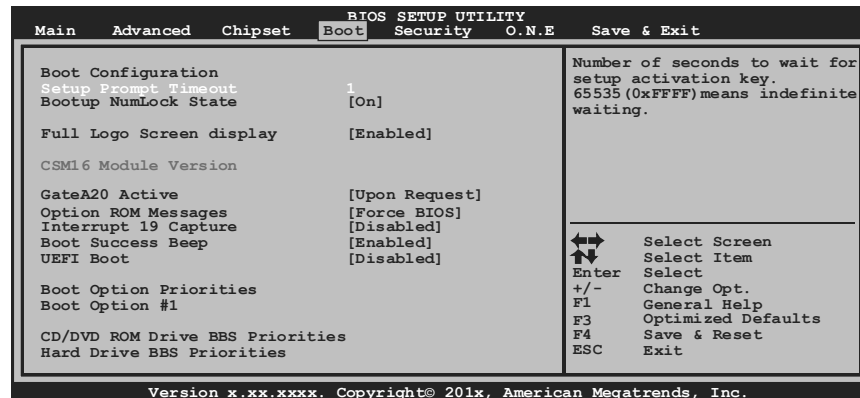 BIOS SETUP UTILITY
Main Advanced Chipset Boot Security O.N.E Save & Exit
Boot Configuration
Setup Prompt Timeout 1
Bootup NumLock State [On]
Full Logo Screen display [Enabled]
CSM16 Module Version
GateA20 Active [Upon Request]
Option ROM Messages [Force BIOS]
Interrupt 19 Capture [Disabled]
Boot Success Beep [Enabled]
UEFI Boot [Disabled]
Boot Option Priorities
Boot Option #1
CD/DVD ROM Drive BBS Priorities
Hard Drive BBS Priorities
Number of seconds to wait for
setup activation key.
65535(0xFFFF)means indefinite
waiting.
Select Screen
Select Item
Enter Select
+/- Change Opt.
F1 General Help
F3 Optimized Defaults
F4 Save & Reset
ESC Exit
Version x.xx.xxxx. Copyright© 201x, American Megatrends, Inc.